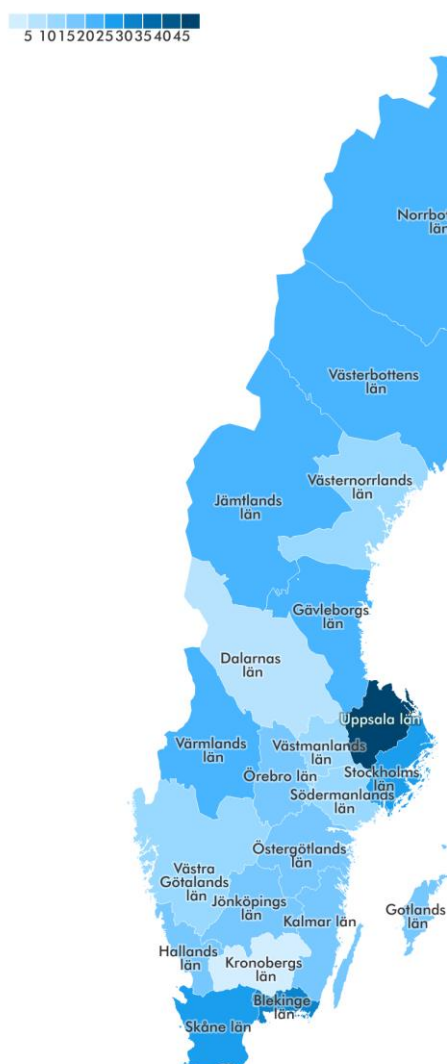 5 10 15 20 25 30 35 40 45
Norrbo
län
Västerbottens
län
Västernorrlands
län
Jämtlands
län
Gävleborgs
län
Dalarnas
län
Uppsala län
Värmlands
län
Västmanlands
län
Stockholms
län
Örebro län
Södermanlands
län
Östergötlands
län
Västra
Götalands
län
Jönköpings
län
Kalmar län
Gotlands
län
Hallands
län
Kronobergs
län
Blekinge
län
Skåne län